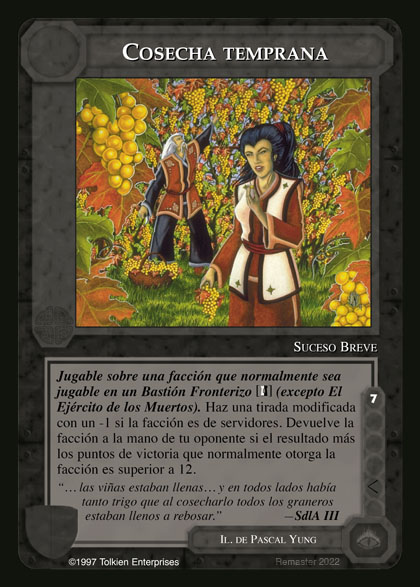 COSECHA TEMPRANA
SUCESO BREVE
Jugable sobre una facción que normalmente sea
jugable en un Bastión Fronterizo [] (excepto El
Ejército de los Muertos). Haz una tirada modificada
con un -1 si la facción es de servidores. Devuelve la
facción a la mano de tu oponente si el resultado más
los puntos de victoria que normalmente otorga la
facción es superior a 12.
7
“… las viñas estaban llenas… y en todos lados había
tanto trigo que al cosecharlo todos los graneros
estaban llenos a rebosar.” –SdlA III
IL. DE PASCAL YUNG
©1997 Tolkien Enterprises
Remaster 2022